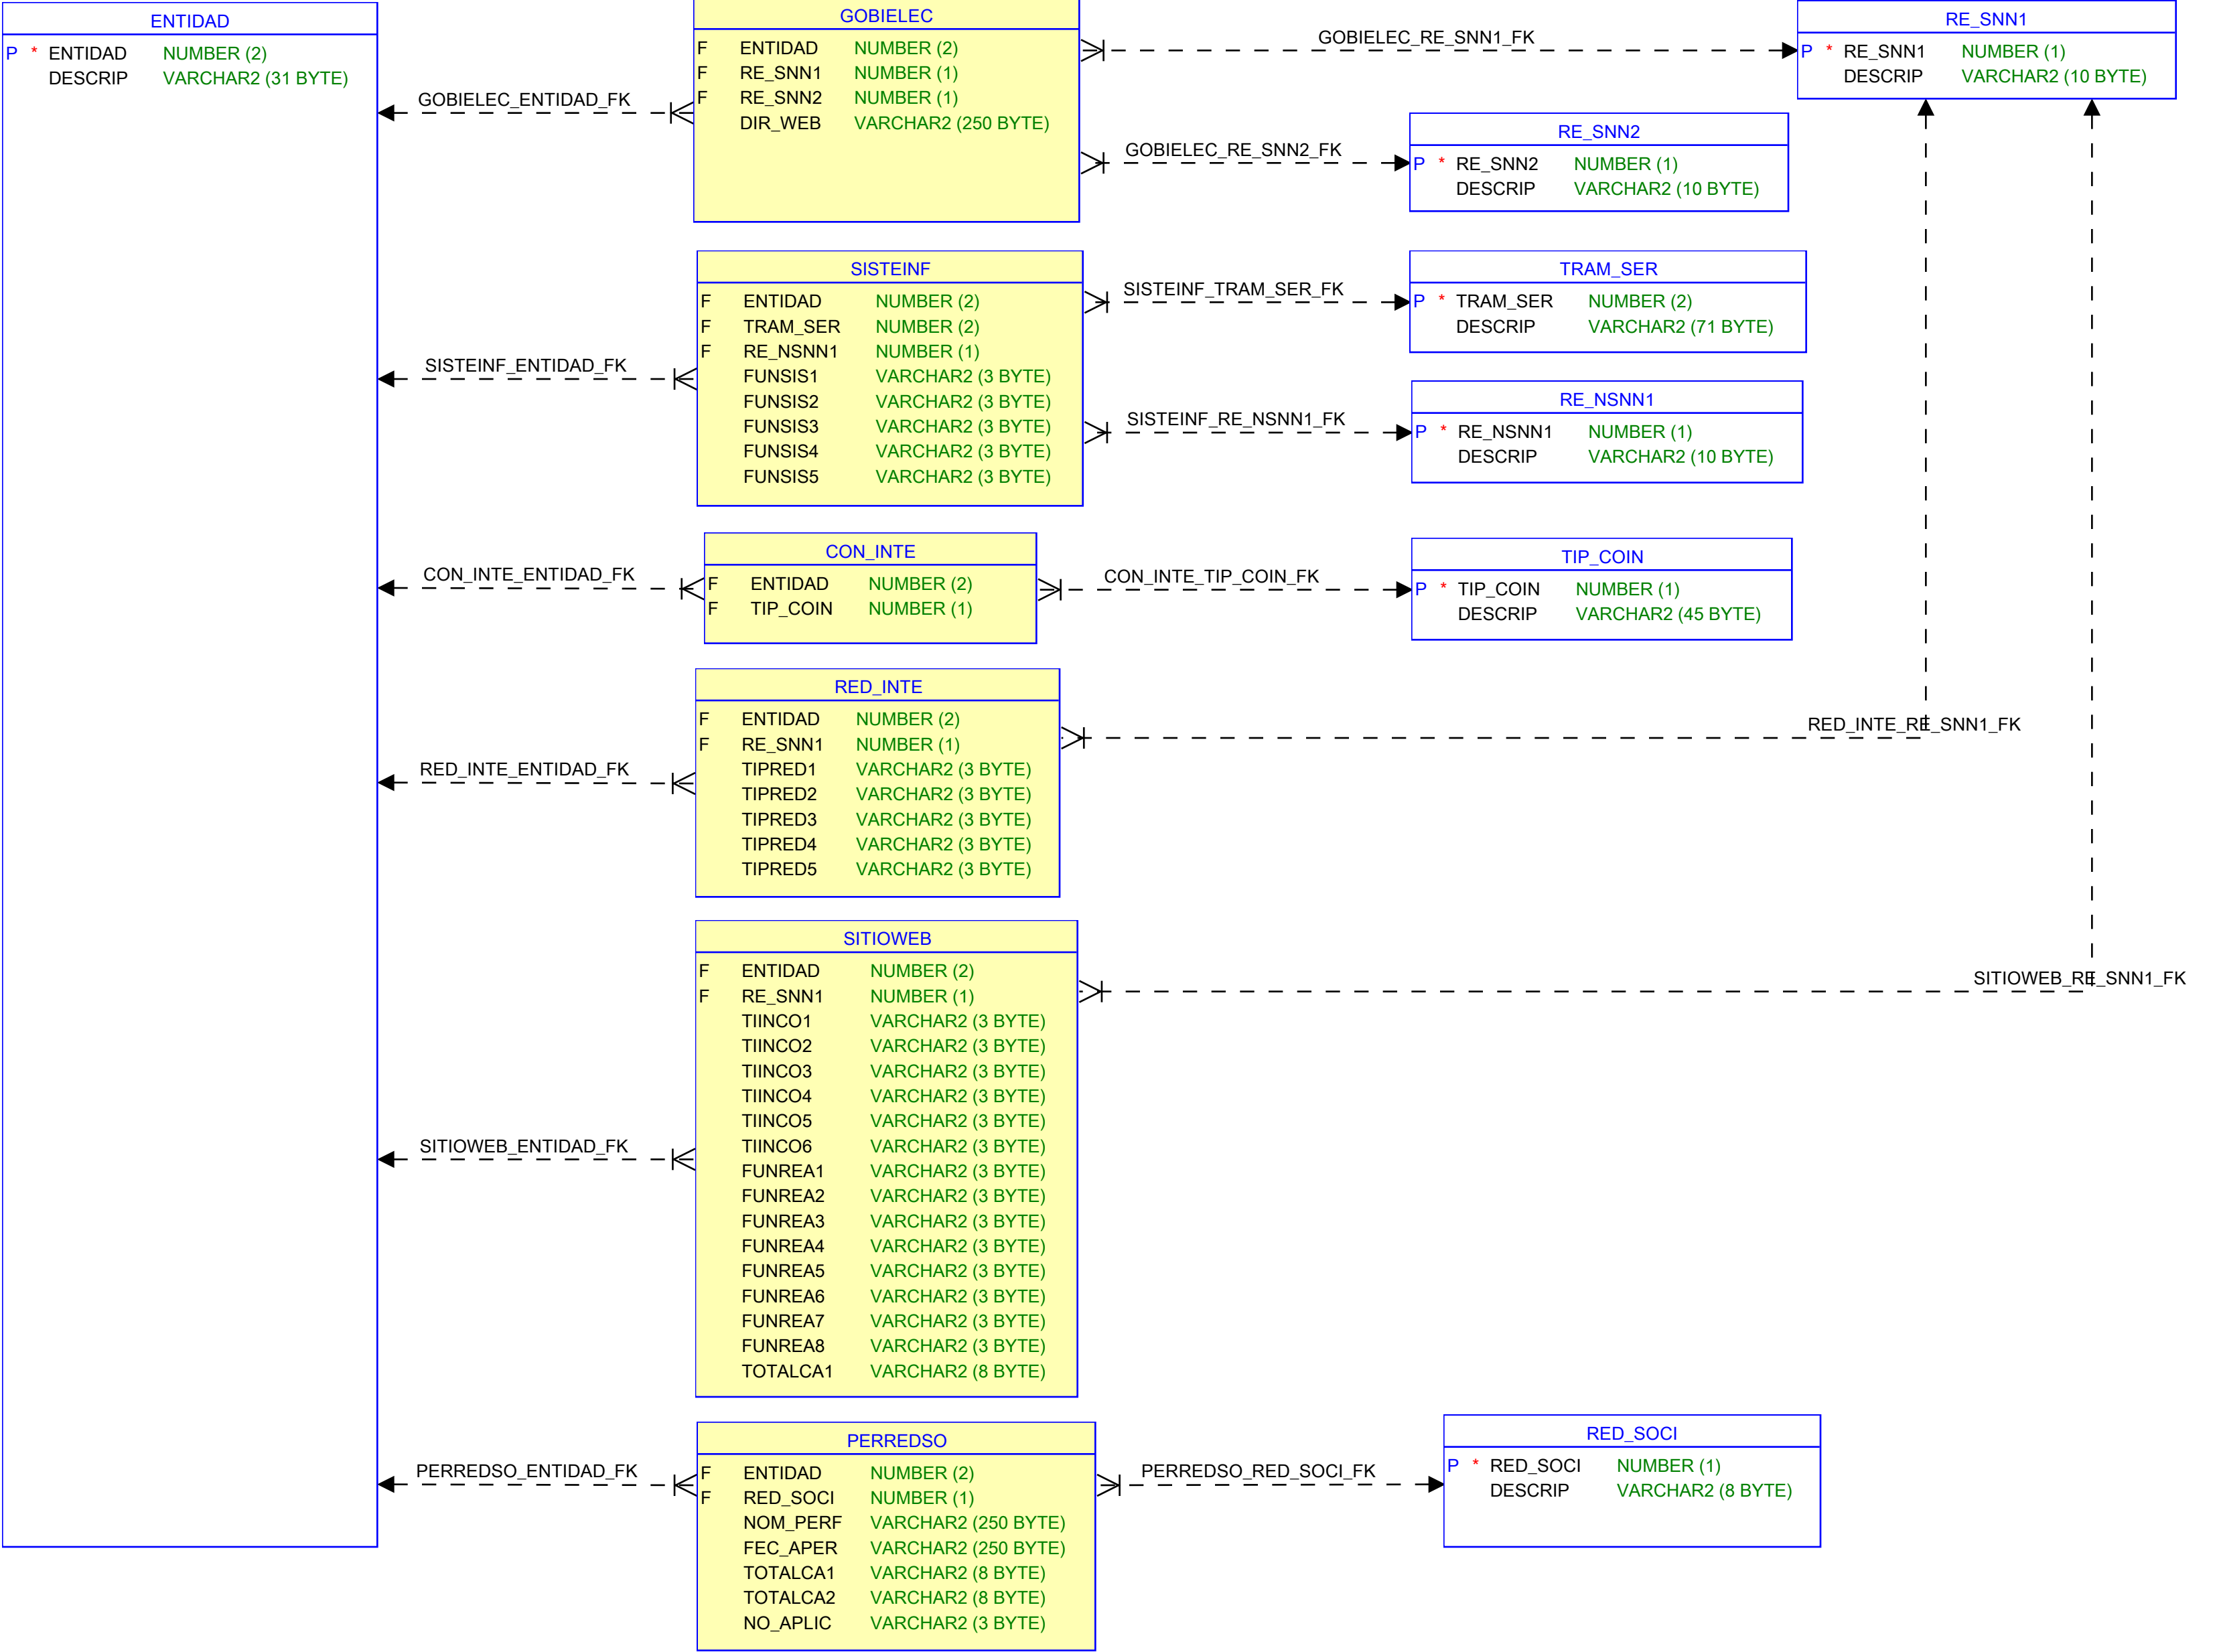 ENTIDAD
P * ENTIDAD NUMBER (2)
DESCRIP VARCHAR2 (31 BYTE)
GOBIELEC_ENTIDAD_FK
GOBIELEC
F ENTIDAD NUMBER (2)
F RE_SNN1 NUMBER (1)
F RE_SNN2 NUMBER (1)
DIR_WEB VARCHAR2 (250 BYTE)
GOBIELEC_RE_SNN1_FK
RE_SNN1
P * RE_SNN1 NUMBER (1)
DESCRIP VARCHAR2 (10 BYTE)
GOBIELEC_RE_SNN2_FK
RE_SNN2
P * RE_SNN2 NUMBER (1)
DESCRIP VARCHAR2 (10 BYTE)
SISTEINF_ENTIDAD_FK
SISTEINF
F ENTIDAD NUMBER (2)
F TRAM_SER NUMBER (2)
F RE_NSNN1 NUMBER (1)
FUNSIS1 VARCHAR2 (3 BYTE)
FUNSIS2 VARCHAR2 (3 BYTE)
FUNSIS3 VARCHAR2 (3 BYTE)
FUNSIS4 VARCHAR2 (3 BYTE)
FUNSIS5 VARCHAR2 (3 BYTE)
SISTEINF_TRAM_SER_FK
TRAM_SER
P * TRAM_SER NUMBER (2)
DESCRIP VARCHAR2 (71 BYTE)
SISTEINF_RE_NSNN1_FK
RE_NSNN1
P * RE_NSNN1 NUMBER (1)
DESCRIP VARCHAR2 (10 BYTE)
CON_INTE_ENTIDAD_FK
CON_INTE
F ENTIDAD NUMBER (2)
F TIP_COIN NUMBER (1)
CON_INTE_TIP_COIN_FK
TIP_COIN
P * TIP_COIN NUMBER (1)
DESCRIP VARCHAR2 (45 BYTE)
RED_INTE_ENTIDAD_FK
RED_INTE
F ENTIDAD NUMBER (2)
F RE_SNN1 NUMBER (1)
TIPRED1 VARCHAR2 (3 BYTE)
TIPRED2 VARCHAR2 (3 BYTE)
TIPRED3 VARCHAR2 (3 BYTE)
TIPRED4 VARCHAR2 (3 BYTE)
TIPRED5 VARCHAR2 (3 BYTE)
RED_INTE_RE_SNN1_FK
SITIOWEB_ENTIDAD_FK
SITIOWEB
F ENTIDAD NUMBER (2)
F RE_SNN1 NUMBER (1)
TIINCO1 VARCHAR2 (3 BYTE)
TIINCO2 VARCHAR2 (3 BYTE)
TIINCO3 VARCHAR2 (3 BYTE)
TIINCO4 VARCHAR2 (3 BYTE)
TIINCO5 VARCHAR2 (3 BYTE)
TIINCO6 VARCHAR2 (3 BYTE)
FUNREA1 VARCHAR2 (3 BYTE)
FUNREA2 VARCHAR2 (3 BYTE)
FUNREA3 VARCHAR2 (3 BYTE)
FUNREA4 VARCHAR2 (3 BYTE)
FUNREA5 VARCHAR2 (3 BYTE)
FUNREA6 VARCHAR2 (3 BYTE)
FUNREA7 VARCHAR2 (3 BYTE)
FUNREA8 VARCHAR2 (3 BYTE)
TOTALCA1 VARCHAR2 (8 BYTE)
SITIOWEB_RE_SNN1_FK
PERREDSO_ENTIDAD_FK
PERREDSO
F ENTIDAD NUMBER (2)
F RED_SOCI NUMBER (1)
NOM_PERF VARCHAR2 (250 BYTE)
FEC_APER VARCHAR2 (250 BYTE)
TOTALCA1 VARCHAR2 (8 BYTE)
TOTALCA2 VARCHAR2 (8 BYTE)
NO_APLIC VARCHAR2 (3 BYTE)
PERREDSO_RED_SOCI_FK
RED_SOCI
P * RED_SOCI NUMBER (1)
DESCRIP VARCHAR2 (8 BYTE)